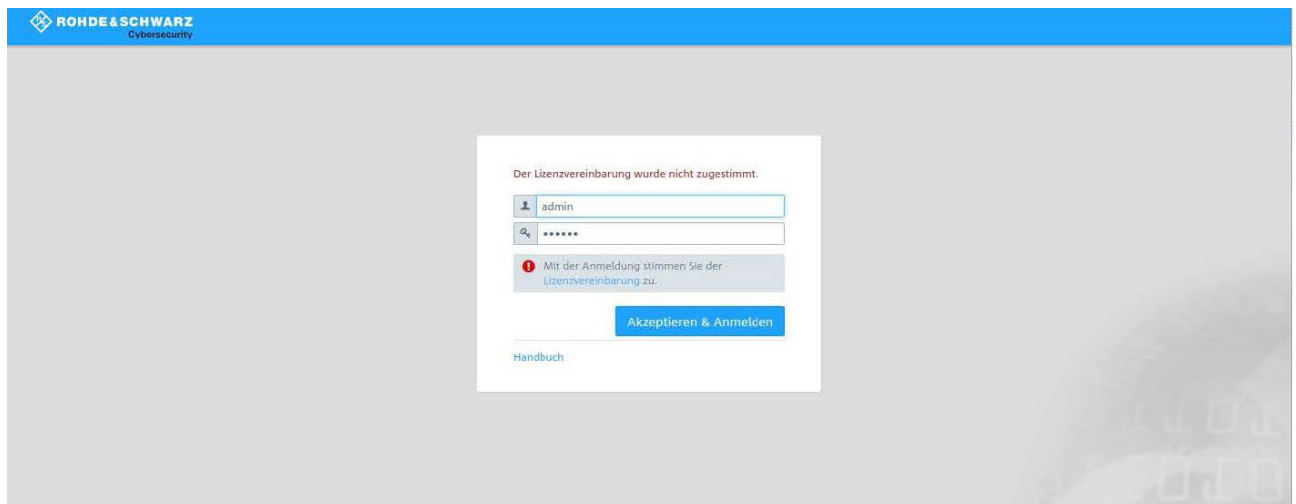 ROHDE&SCHWARZ
Cybersecurity
Der Lizenzvereinbarung wurde nicht zugestimmt.
admin
••••••
Mit der Anmeldung stimmen Sie der
Lizenzvereinbarung zu.
Akzeptieren & Anmelden
Handbuch